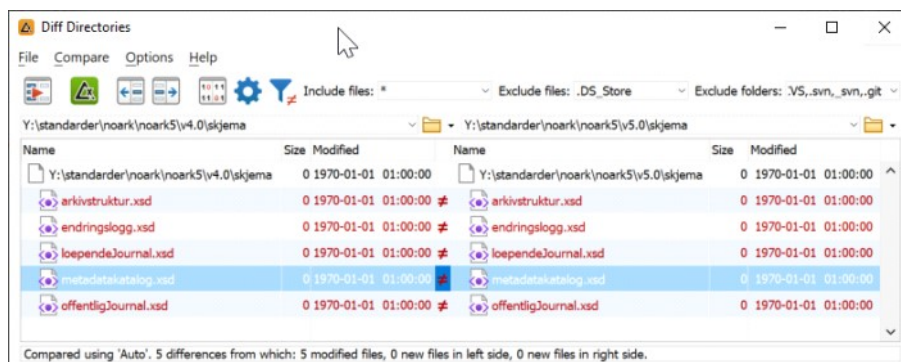 Diff Directories
File Compare Options Help
Include files: * Exclude files: .DS_Store Exclude folders: .VS,.svn,_svn,.git
Y:\standarder\noark\noark5\v4.0\skjema Y:\standarder\noark\noark5\v5.0\skjema
Name Size Modified Name Size Modified
Y:\standarder\noark\noark5\v4.0\skjema 0 1970-01-01 01:00:00 Y:\standarder\noark\noark5\v5.0\skjema 0 1970-01-01 01:00:00
arkivstruktur.xsd 0 1970-01-01 01:00:00 ≠ arkivstruktur.xsd 0 1970-01-01 01:00:00
endringslogg.xsd 0 1970-01-01 01:00:00 ≠ endringslogg.xsd 0 1970-01-01 01:00:00
loependeJournal.xsd 0 1970-01-01 01:00:00 ≠ loependeJournal.xsd 0 1970-01-01 01:00:00
metadatakatalog.xsd 0 1970-01-01 01:00:00 ≠ metadatakatalog.xsd 0 1970-01-01 01:00:00
offentligJournal.xsd 0 1970-01-01 01:00:00 ≠ offentligJournal.xsd 0 1970-01-01 01:00:00
Compared using 'Auto'. 5 differences from which: 5 modified files, 0 new files in left side, 0 new files in right side.